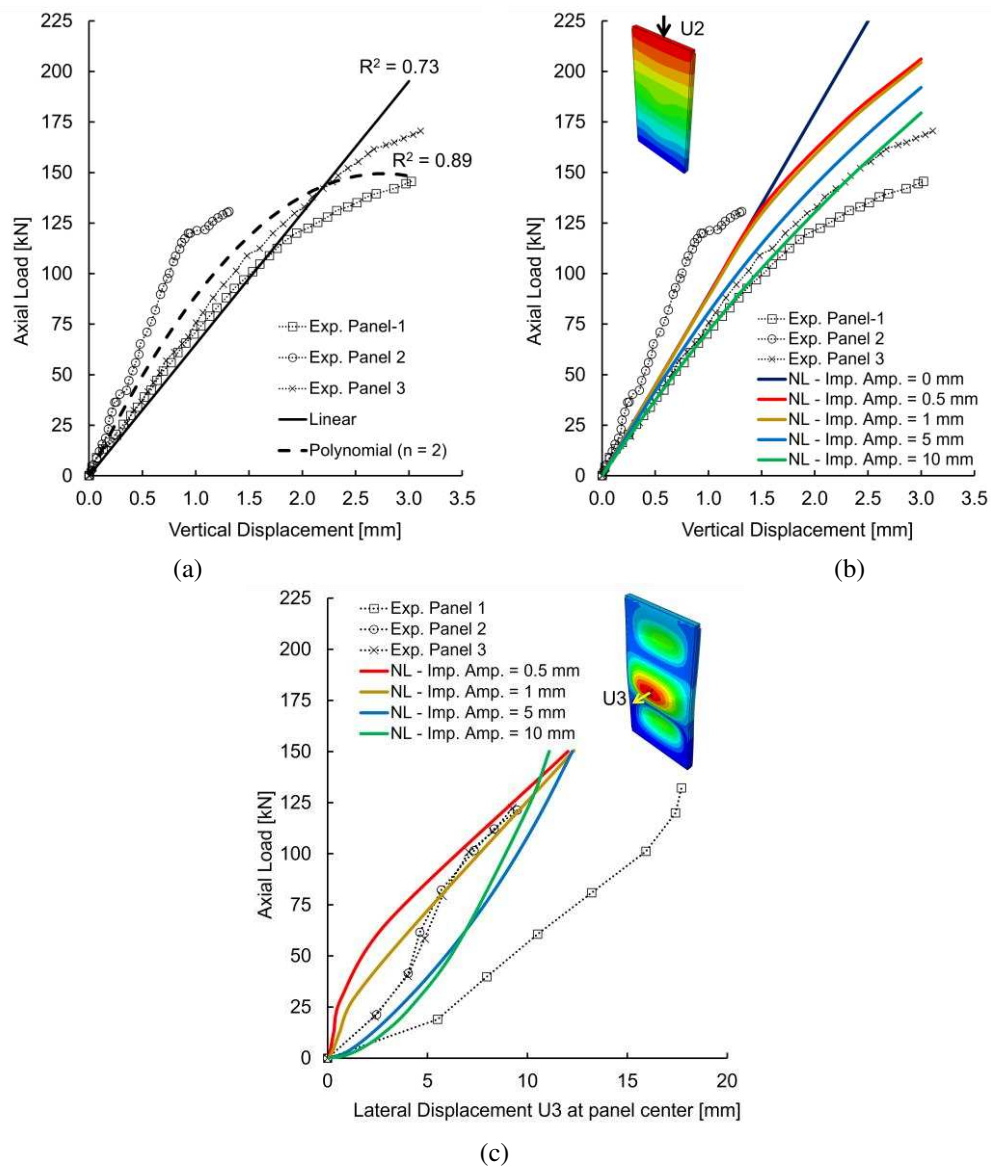 225
200
175
150
125
100
75
50
25
0
Axial Load [kN]
R² = 0.73
R² = 0.89
Exp. Panel-1
Exp. Panel 2
Exp. Panel 3
Linear
Polynomial (n = 2)
0.0 0.5 1.0 1.5 2.0 2.5 3.0 3.5
Vertical Displacement [mm]
(a)
225
200
175
150
125
100
75
50
25
0
Axial Load [kN]
U2
Exp. Panel-1
Exp. Panel 2
Exp. Panel 3
NL - Imp. Amp. = 0 mm
NL - Imp. Amp. = 0.5 mm
NL - Imp. Amp. = 1 mm
NL - Imp. Amp. = 5 mm
NL - Imp. Amp. = 10 mm
0.0 0.5 1.0 1.5 2.0 2.5 3.0 3.5
Vertical Displacement [mm]
(b)
225
200
175
150
125
100
75
50
25
0
Axial Load [kN]
Exp. Panel 1
Exp. Panel 2
Exp. Panel 3
NL - Imp. Amp. = 0.5 mm
NL - Imp. Amp. = 1 mm
NL - Imp. Amp. = 5 mm
NL - Imp. Amp. = 10 mm
U3
0 5 10 15 20
Lateral Displacement U3 at panel center [mm]
(c)